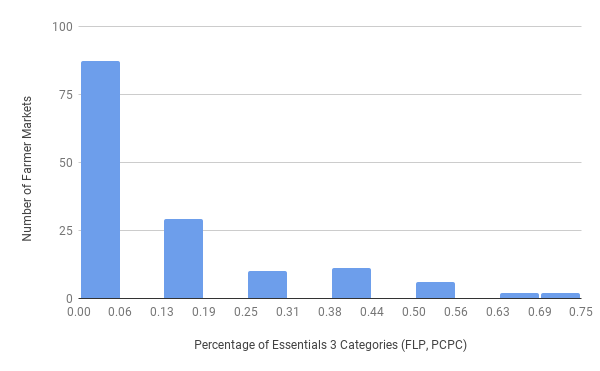 100
75
50
25
0
0.00 0.06 0.13 0.19 0.25 0.31 0.38 0.44 0.50 0.56 0.63 0.69 0.75
Number of Farmer Markets
Percentage of Essentials 3 Categories (FLP, PCPC)